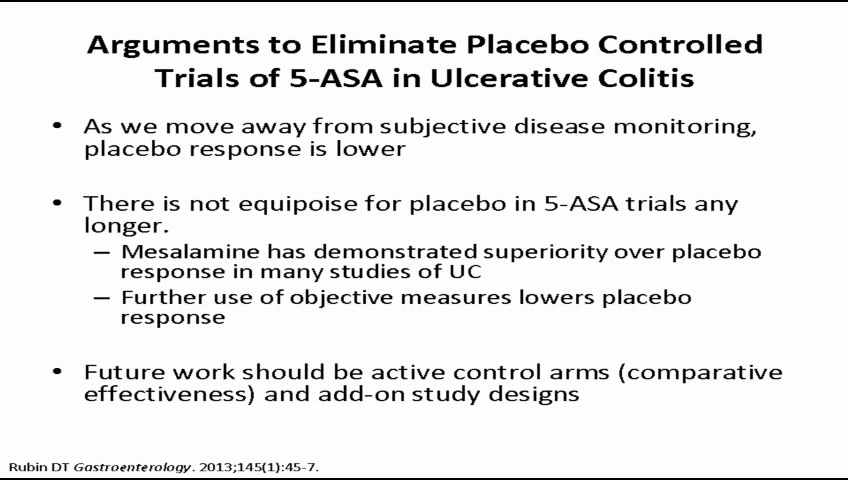 Arguments to Eliminate Placebo Controlled
Trials of 5-ASA in Ulcerative Colitis
• As we move away from subjective disease monitoring,
placebo response is lower
• There is not equipoise for placebo in 5-ASA trials any
longer.
– Mesalamine has demonstrated superiority over placebo
response in many studies of UC
– Further use of objective measures lowers placebo
response
• Future work should be active control arms (comparative
effectiveness) and add-on study designs
Rubin DT Gastroenterology. 2013;145(1):45-7.